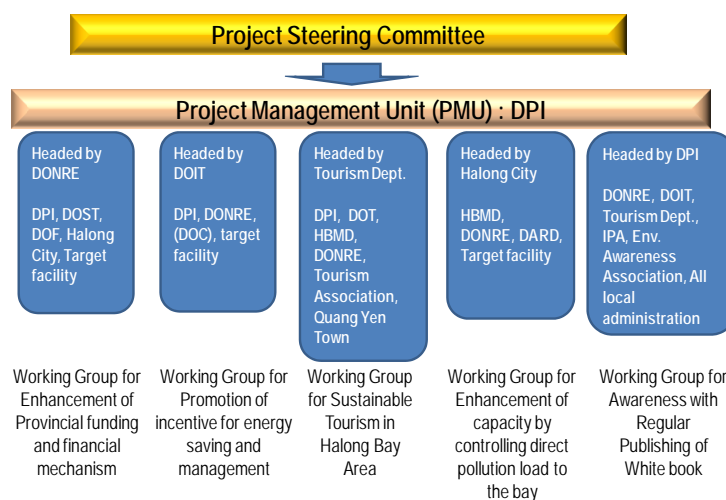 Project Steering Committee
Project Management Unit (PMU) : DPI
Headed by
DONRE
DPI, DOST,
DOF, Halong
City, Target
facility
Headed by
DOIT
DPI, DONRE,
(DOC), target
facility
Headed by
Tourism Dept.
DPI, DOT,
HBMD,
DONRE,
Tourism
Association,
Quang Yen
Town
Headed by
Halong City
HBMD,
DONRE, DARD,
Target facility
Headed by DPI
DONRE, DOIT,
Tourism Dept.,
IPA, Env.
Awareness
Association, All
local
administration
Working Group for
Enhancement of
Provincial funding
and financial
mechanism
Working Group for
Promotion of
incentive for energy
saving and
management
Working Group
for Sustainable
Tourism in
Halong Bay
Area
Working Group for
Enhancement of
capacity by
controlling direct
pollution load to
the bay
Working Group for
Awareness with
Regular
Publishing of
White book